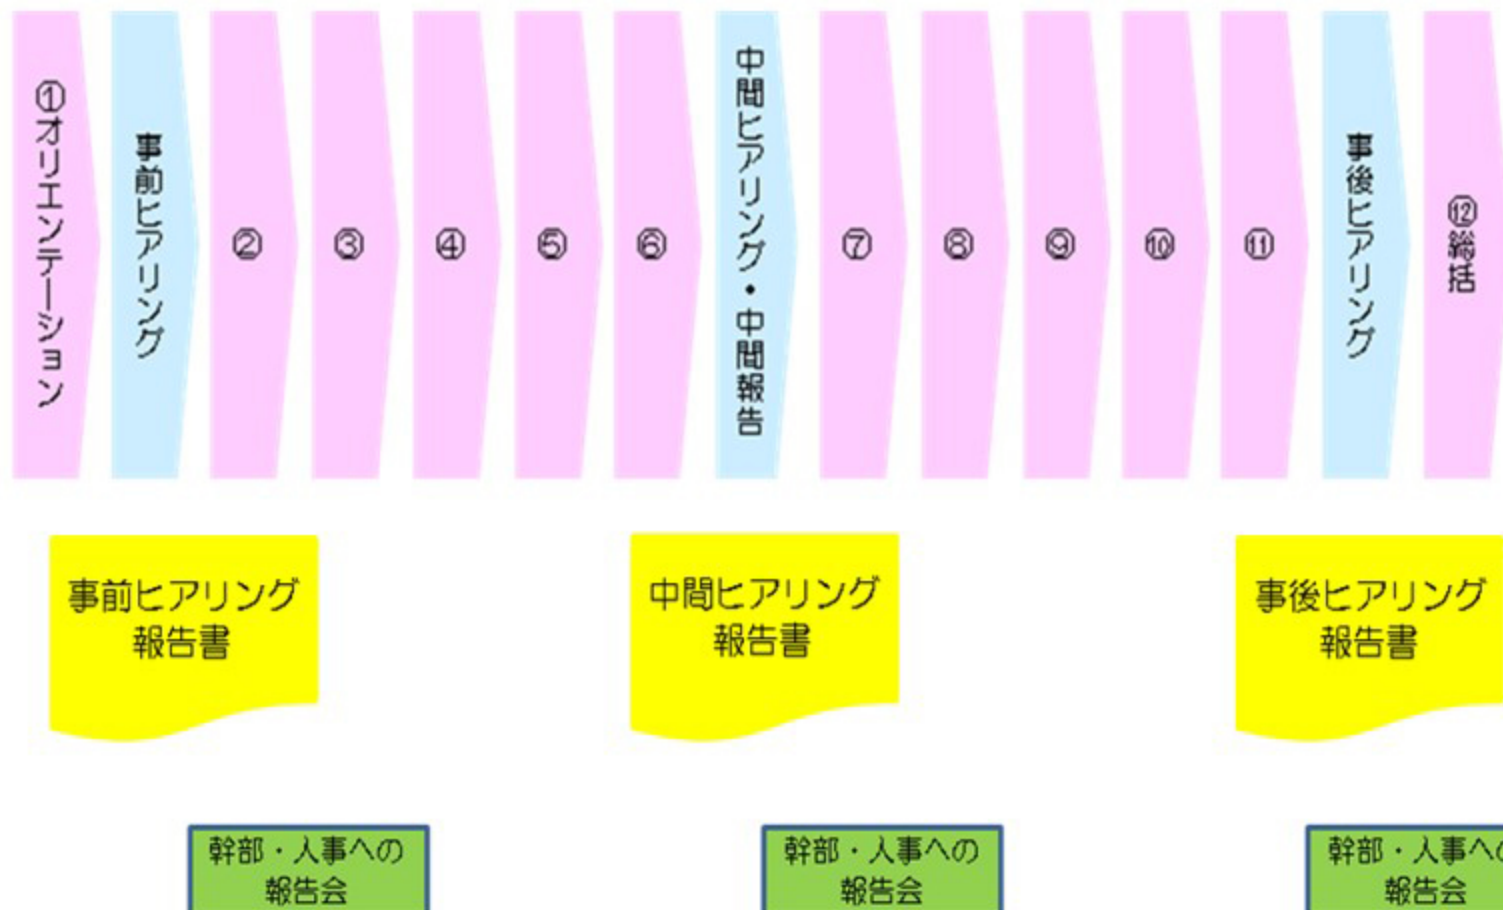 ①オリエンテーション
事前ヒアリング
②
③
④
⑤
⑥
中間ヒアリング・中間報告
⑦
⑧
⑨
⑩
⑪
事後ヒアリング
⑫総括
事前ヒアリング
報告書
中間ヒアリング
報告書
事後ヒアリング
報告書
幹部・人事への
報告会
幹部・人事への
報告会
幹部・人事への
報告会